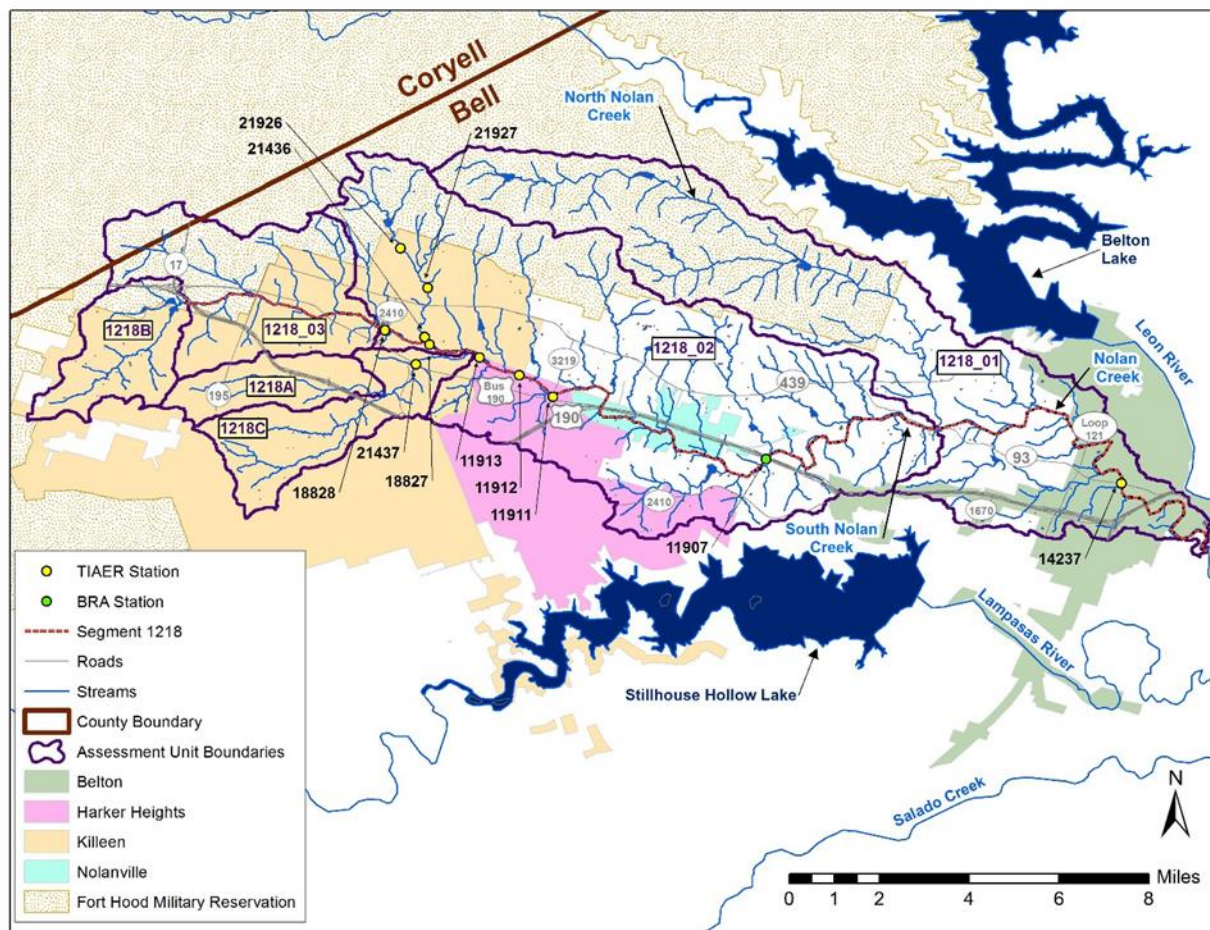 Coryell
Bell
North Nolan
Creek
21926
21436
21927
Belton
Lake
Leon River
17
2410
1218B
1218_03
1218_02
1218_01
3219
439
Nolan
Creek
1218A
195
Bus
190
190
Loop
121
1218C
93
21437
11913
18827
18828
11912
2410
11911
1670
South Nolan
Creek
11907
14237
TIAER Station
BRA Station
Segment 1218
Roads
Streams
County Boundary
Assessment Unit Boundaries
Belton
Harker Heights
Killeen
Nolanville
Fort Hood Military Reservation
Lampasas River
Stillhouse Hollow Lake
Salado Creek
N
Miles
0 1 2 4 6 8